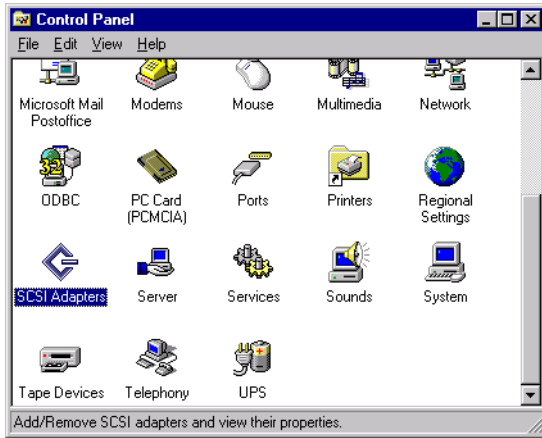 Control Panel
File Edit View Help
Microsoft Mail
Postoffice
Modems
Mouse
Multimedia
Network
32
ODBC
PC Card
(PCMCIA)
Ports
Printers
Regional
Settings
SCSI Adapters
Server
Services
Sounds
System
Tape Devices
Telephony
UPS
Add/Remove SCSI adapters and view their properties.